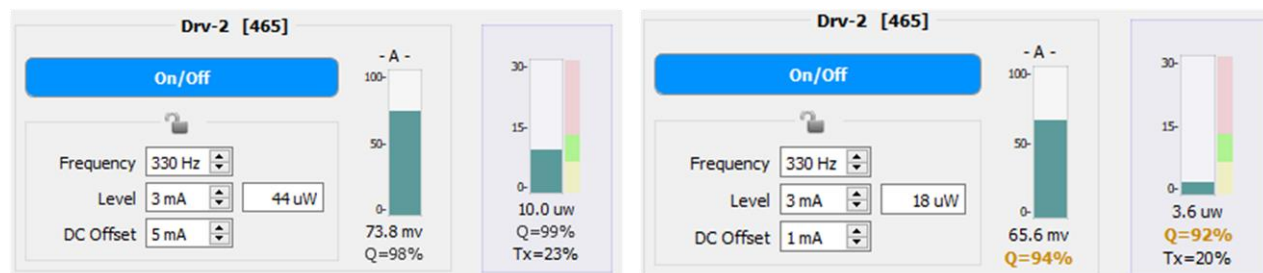 Drv-2 [465]
On/Off
Frequency 330 Hz
Level 3 mA 44 uW
DC Offset 5 mA
- A -
100-
50-
0-
73.8 mv
Q=98%
30-
15-
0-
10.0 uw
Q=99%
Tx=23%
Drv-2 [465]
On/Off
Frequency 330 Hz
Level 3 mA 18 uW
DC Offset 1 mA
- A -
100-
50-
0-
65.6 mv
Q=94%
30-
15-
0-
3.6 uw
Q=92%
Tx=20%